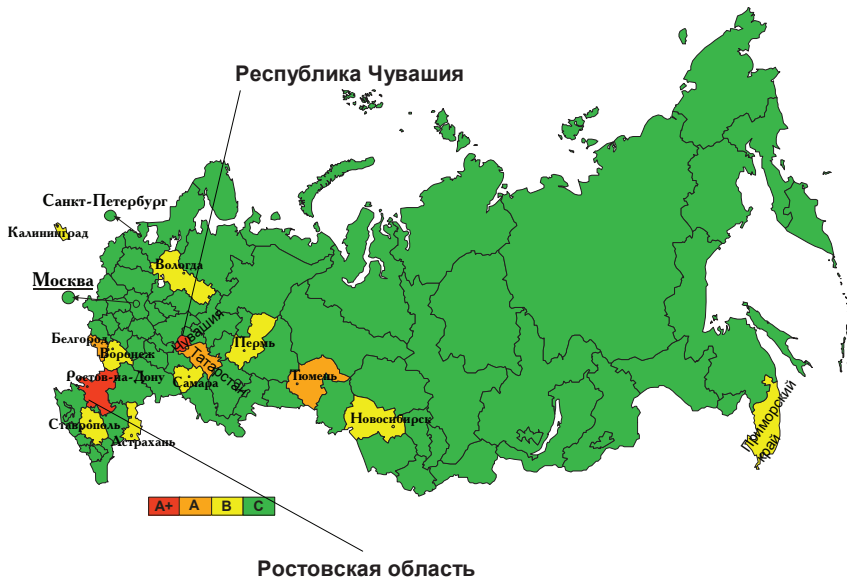 Республика Чувашия
Санкт-Петербург
Калининград
Вологда
Москва
Чувашия
Белгород
Воронеж
Пермь
Татарстан
Ростов-на-Дону
Самара
Тюмень
Новосибирск
Ставрополь
Астрахань
Приморский
край
A+ A B C
Ростовская область